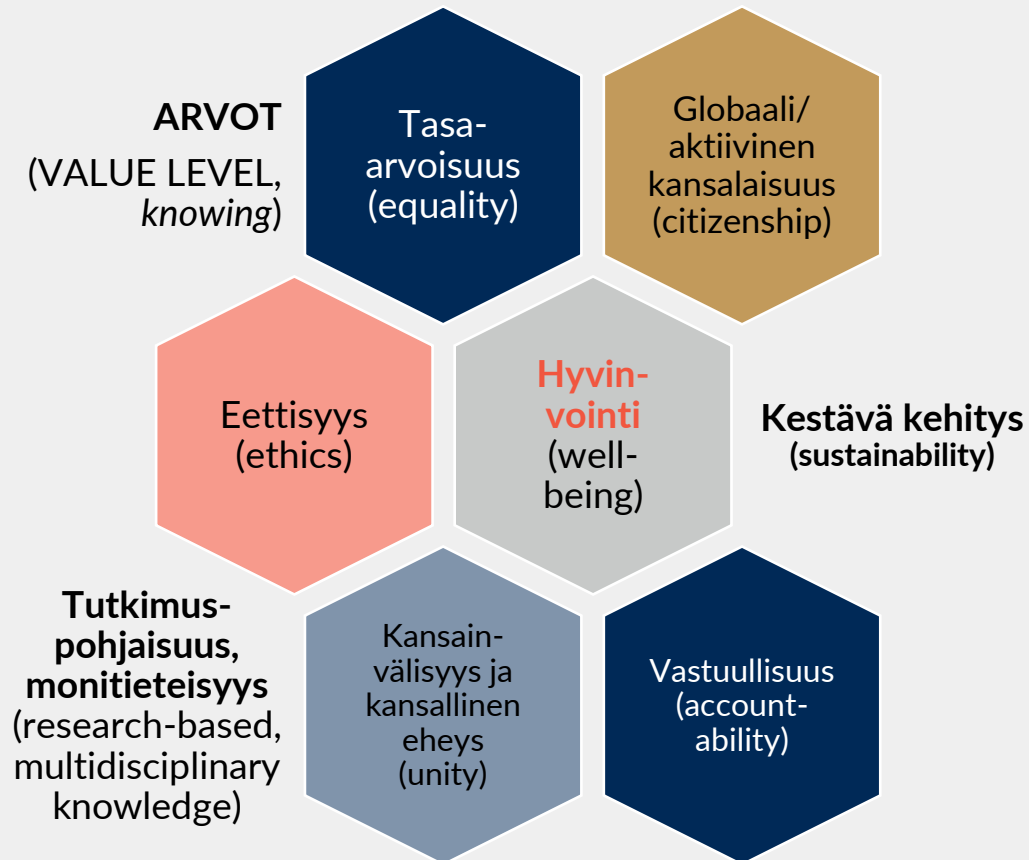 ARVOT
(VALUE LEVEL,
knowing)
Tasa-
arvoisuus
(equality)
Globaali/
aktiivinen
kansalaisuus
(citizenship)
Eettisyys
(ethics)
Hyvin-
vointi
(well-
being)
Kestävä kehitys
(sustainability)
Tutkimus-
pohjaisuus,
monitieteisyys
(research-based,
multidisciplinary
knowledge)
Kansain-
välisyys ja
kansallinen
eheys
(unity)
Vastuullisuus
(account-
ability)